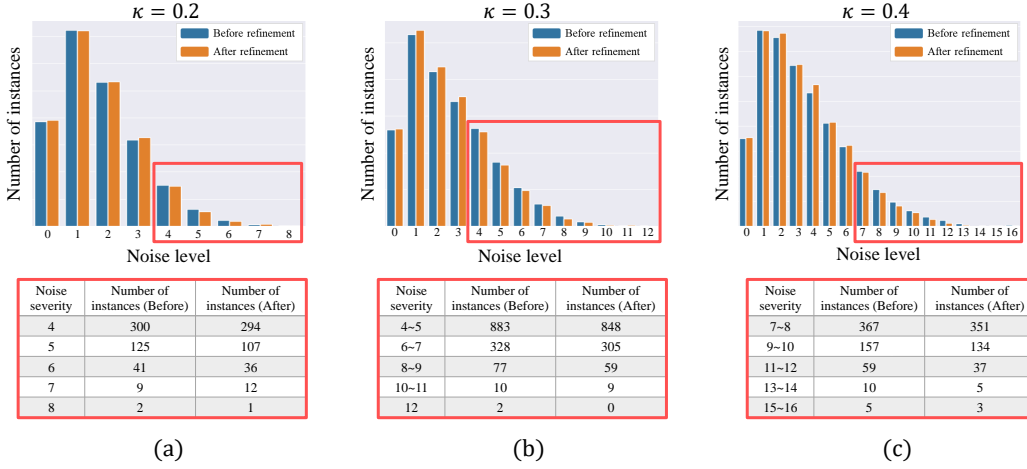 κ = 0.2
Number of instances
Before refinement
After refinement
0 1 2 3 4 5 6 7 8
Noise level
Noise severity | Number of instances (Before) | Number of instances (After)
4 | 300 | 294
5 | 125 | 107
6 | 41 | 36
7 | 9 | 12
8 | 2 | 1
(a)
κ = 0.3
Number of instances
Before refinement
After refinement
0 1 2 3 4 5 6 7 8 9 10 11 12
Noise level
Noise severity | Number of instances (Before) | Number of instances (After)
4~5 | 883 | 848
6~7 | 328 | 305
8~9 | 77 | 59
10~11 | 10 | 9
12 | 2 | 0
(b)
κ = 0.4
Number of instances
Before refinement
After refinement
0 1 2 3 4 5 6 7 8 9 10 11 12 13 14 15 16
Noise level
Noise severity | Number of instances (Before) | Number of instances (After)
7~8 | 367 | 351
9~10 | 157 | 134
11~12 | 59 | 37
13~14 | 10 | 5
15~16 | 5 | 3
(c)